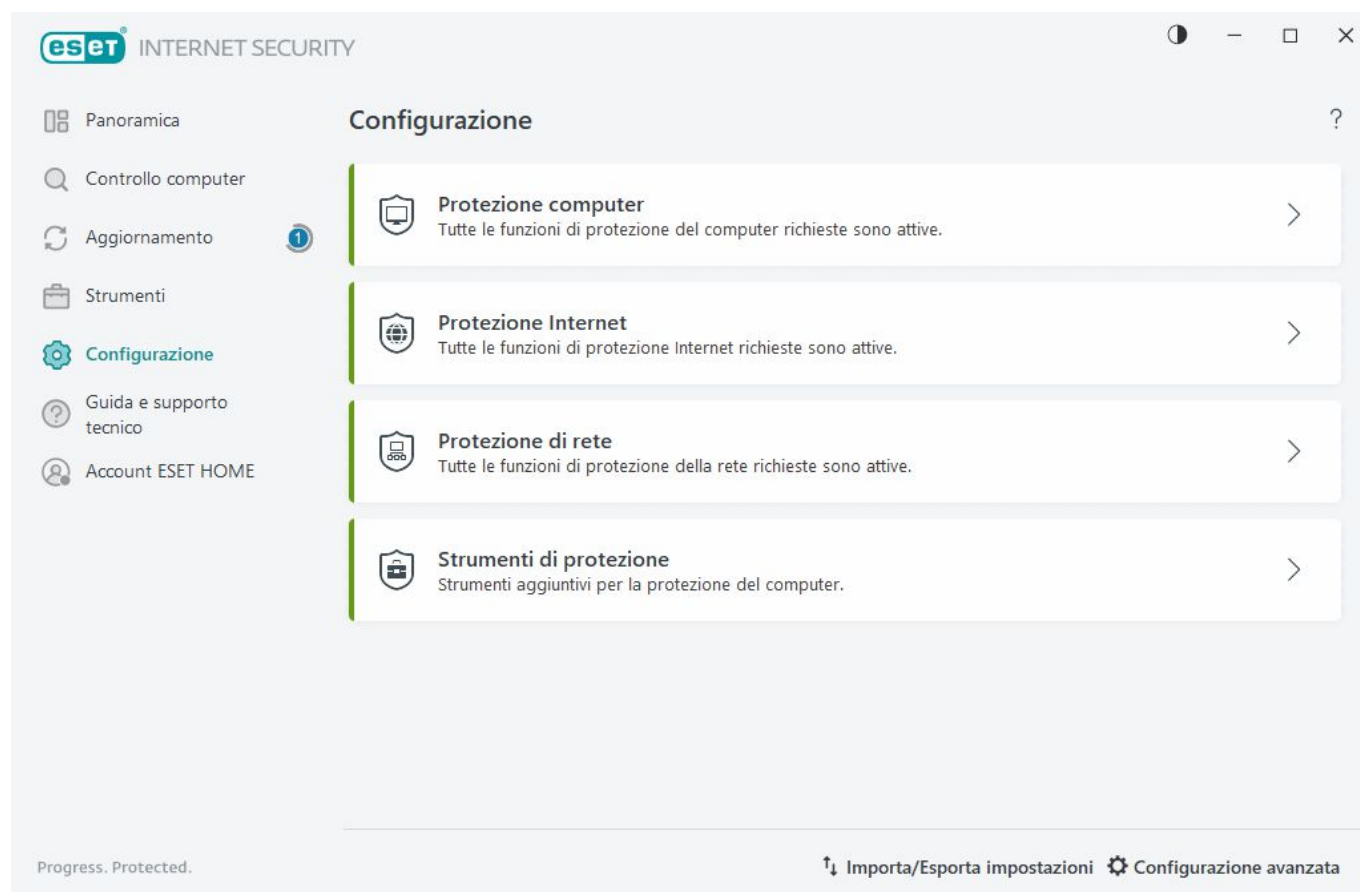 eset® INTERNET SECURITY
Panoramica
Controllo computer
Aggiornamento 1
Strumenti
Configurazione
Guida e supporto
tecnico
Account ESET HOME
Configurazione
?
Protezione computer
Tutte le funzioni di protezione del computer richieste sono attive.
Protezione Internet
Tutte le funzioni di protezione Internet richieste sono attive.
Protezione di rete
Tutte le funzioni di protezione della rete richieste sono attive.
Strumenti di protezione
Strumenti aggiuntivi per la protezione del computer.
Progress. Protected.
Importa/Esporta impostazioni Configurazione avanzata